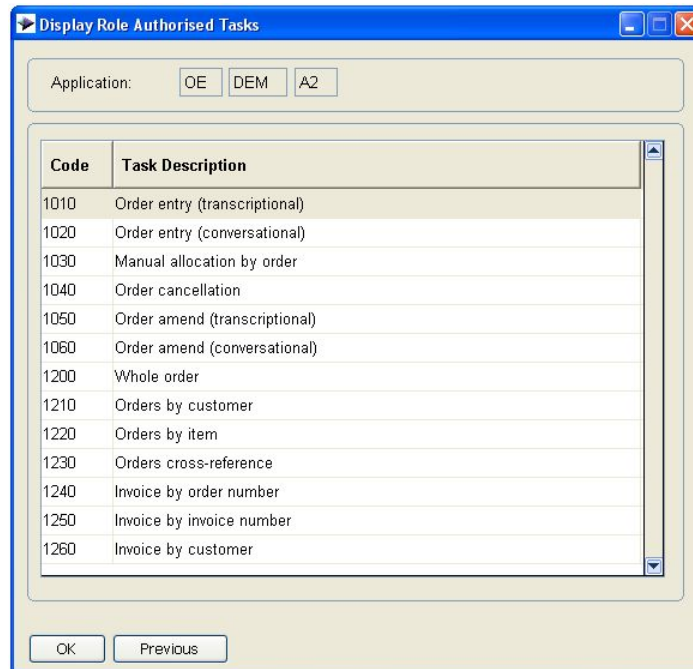 Display Role Authorised Tasks
Application: OE DEM A2
Code Task Description
1010 Order entry (transcriptional)
1020 Order entry (conversational)
1030 Manual allocation by order
1040 Order cancellation
1050 Order amend (transcriptional)
1060 Order amend (conversational)
1200 Whole order
1210 Orders by customer
1220 Orders by item
1230 Orders cross-reference
1240 Invoice by order number
1250 Invoice by invoice number
1260 Invoice by customer
OK Previous